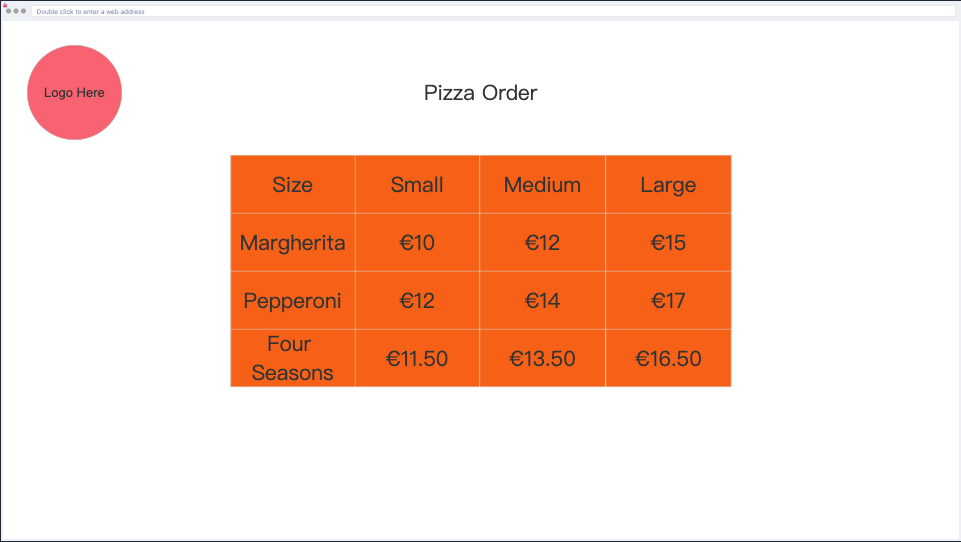 Double click to enter a web address
Logo Here
Pizza Order
Size Small Medium Large
Margherita €10 €12 €15
Pepperoni €12 €14 €17
Four
Seasons €11.50 €13.50 €16.50